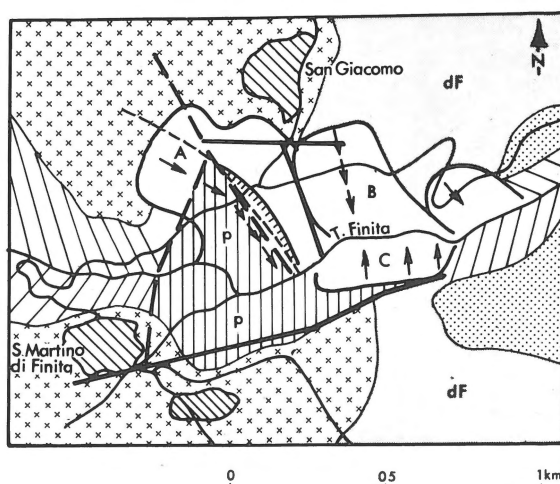 N
San Giacomo
dF
A
B
T. Finita
p
C
p
S. Martino
di Finita
dF
0 05 1km